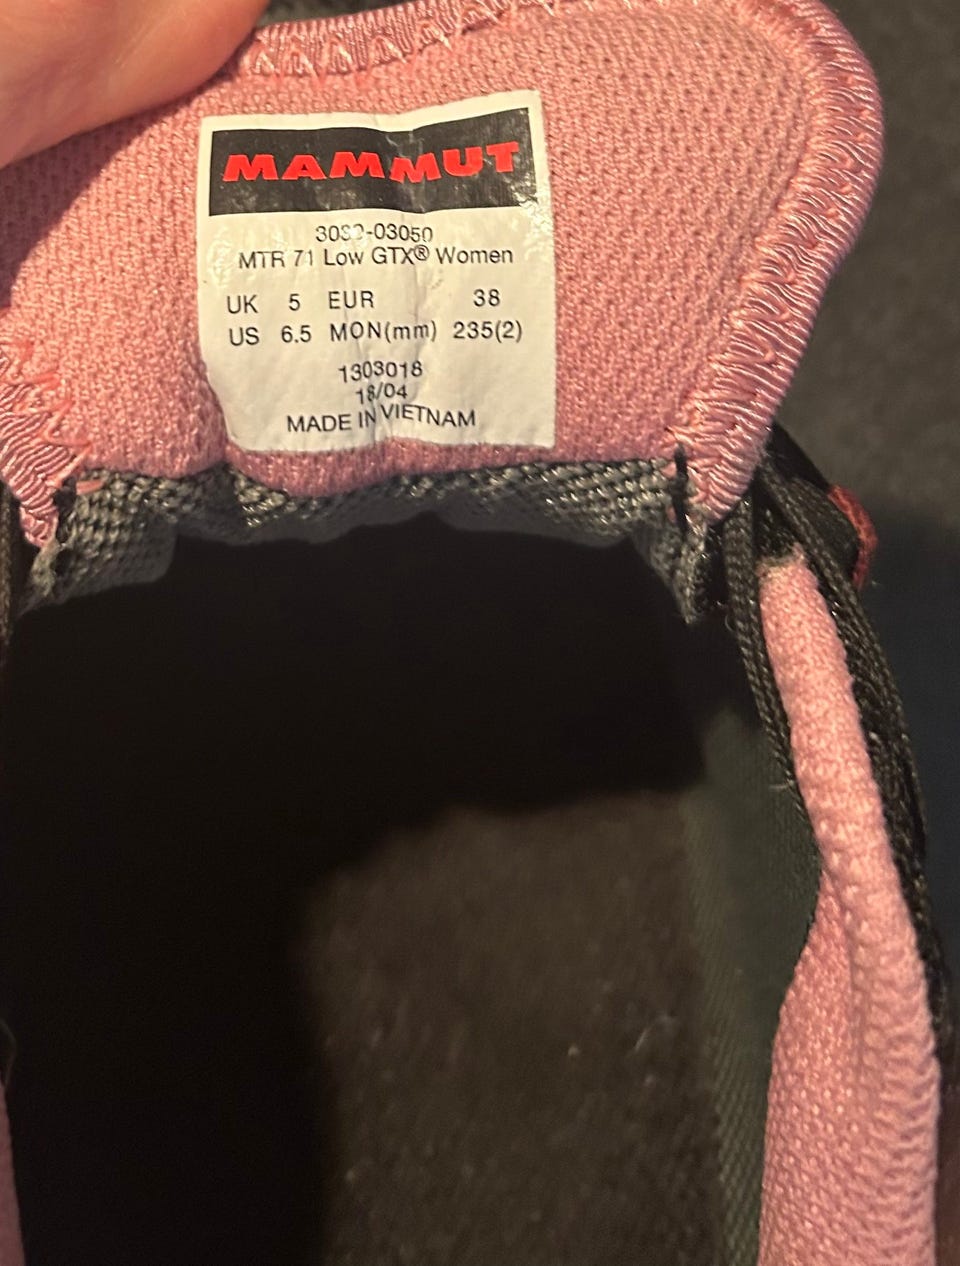 MAMMUT
3032-03050
MTR 71 Low GTX® Women
UK 5 EUR 38
US 6.5 MON(mm) 235(2)
1303018
18/04
MADE IN VIETNAM